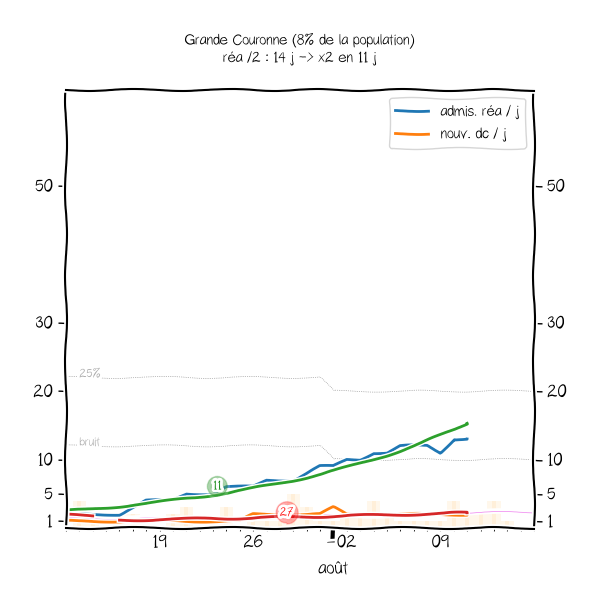 Grande Couronne (8% de la population)
réa /2 : 14 j -> x2 en 11 j
admis. réa / j
nouv. dc / j
50 50
30 30
25%
20 20
bruit
10 10
11
5 5
27
1 1
19 26 02 09
août